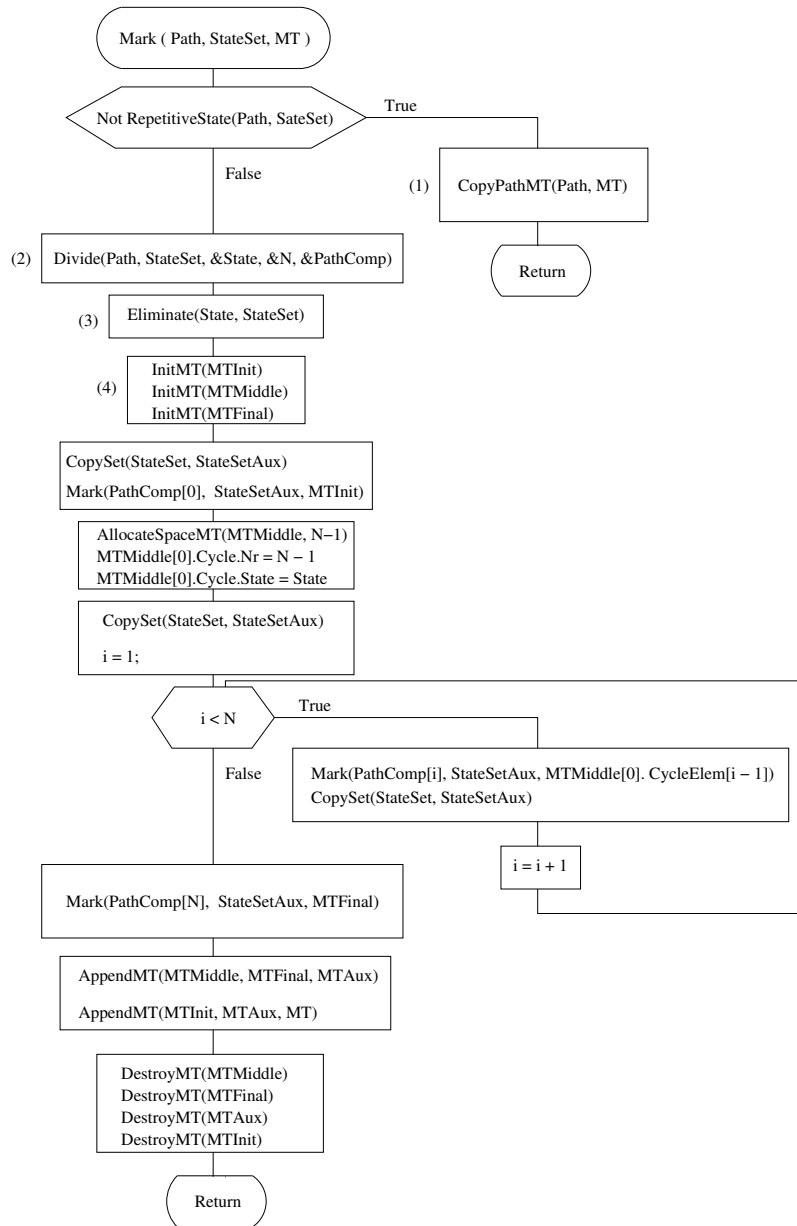 Mark ( Path, StateSet, MT )
Not RepetitiveState(Path, SateSet)
True
False
(1)
CopyPathMT(Path, MT)
Return
(2)
Divide(Path, StateSet, &State, &N, &PathComp)
(3)
Eliminate(State, StateSet)
(4)
InitMT(MTInit)
InitMT(MTMiddle)
InitMT(MTFinal)
CopySet(StateSet, StateSetAux)
Mark(PathComp[0], StateSetAux, MTInit)
AllocateSpaceMT(MTMiddle, N−1)
MTMiddle[0].Cycle.Nr = N − 1
MTMiddle[0].Cycle.State = State
CopySet(StateSet, StateSetAux)
i = 1;
i < N
True
False
Mark(PathComp[i], StateSetAux, MTMiddle[0]. CycleElem[i − 1])
CopySet(StateSet, StateSetAux)
i = i + 1
Mark(PathComp[N], StateSetAux, MTFinal)
AppendMT(MTMiddle, MTFinal, MTAux)
AppendMT(MTInit, MTAux, MT)
DestroyMT(MTMiddle)
DestroyMT(MTFinal)
DestroyMT(MTAux)
DestroyMT(MTInit)
Return